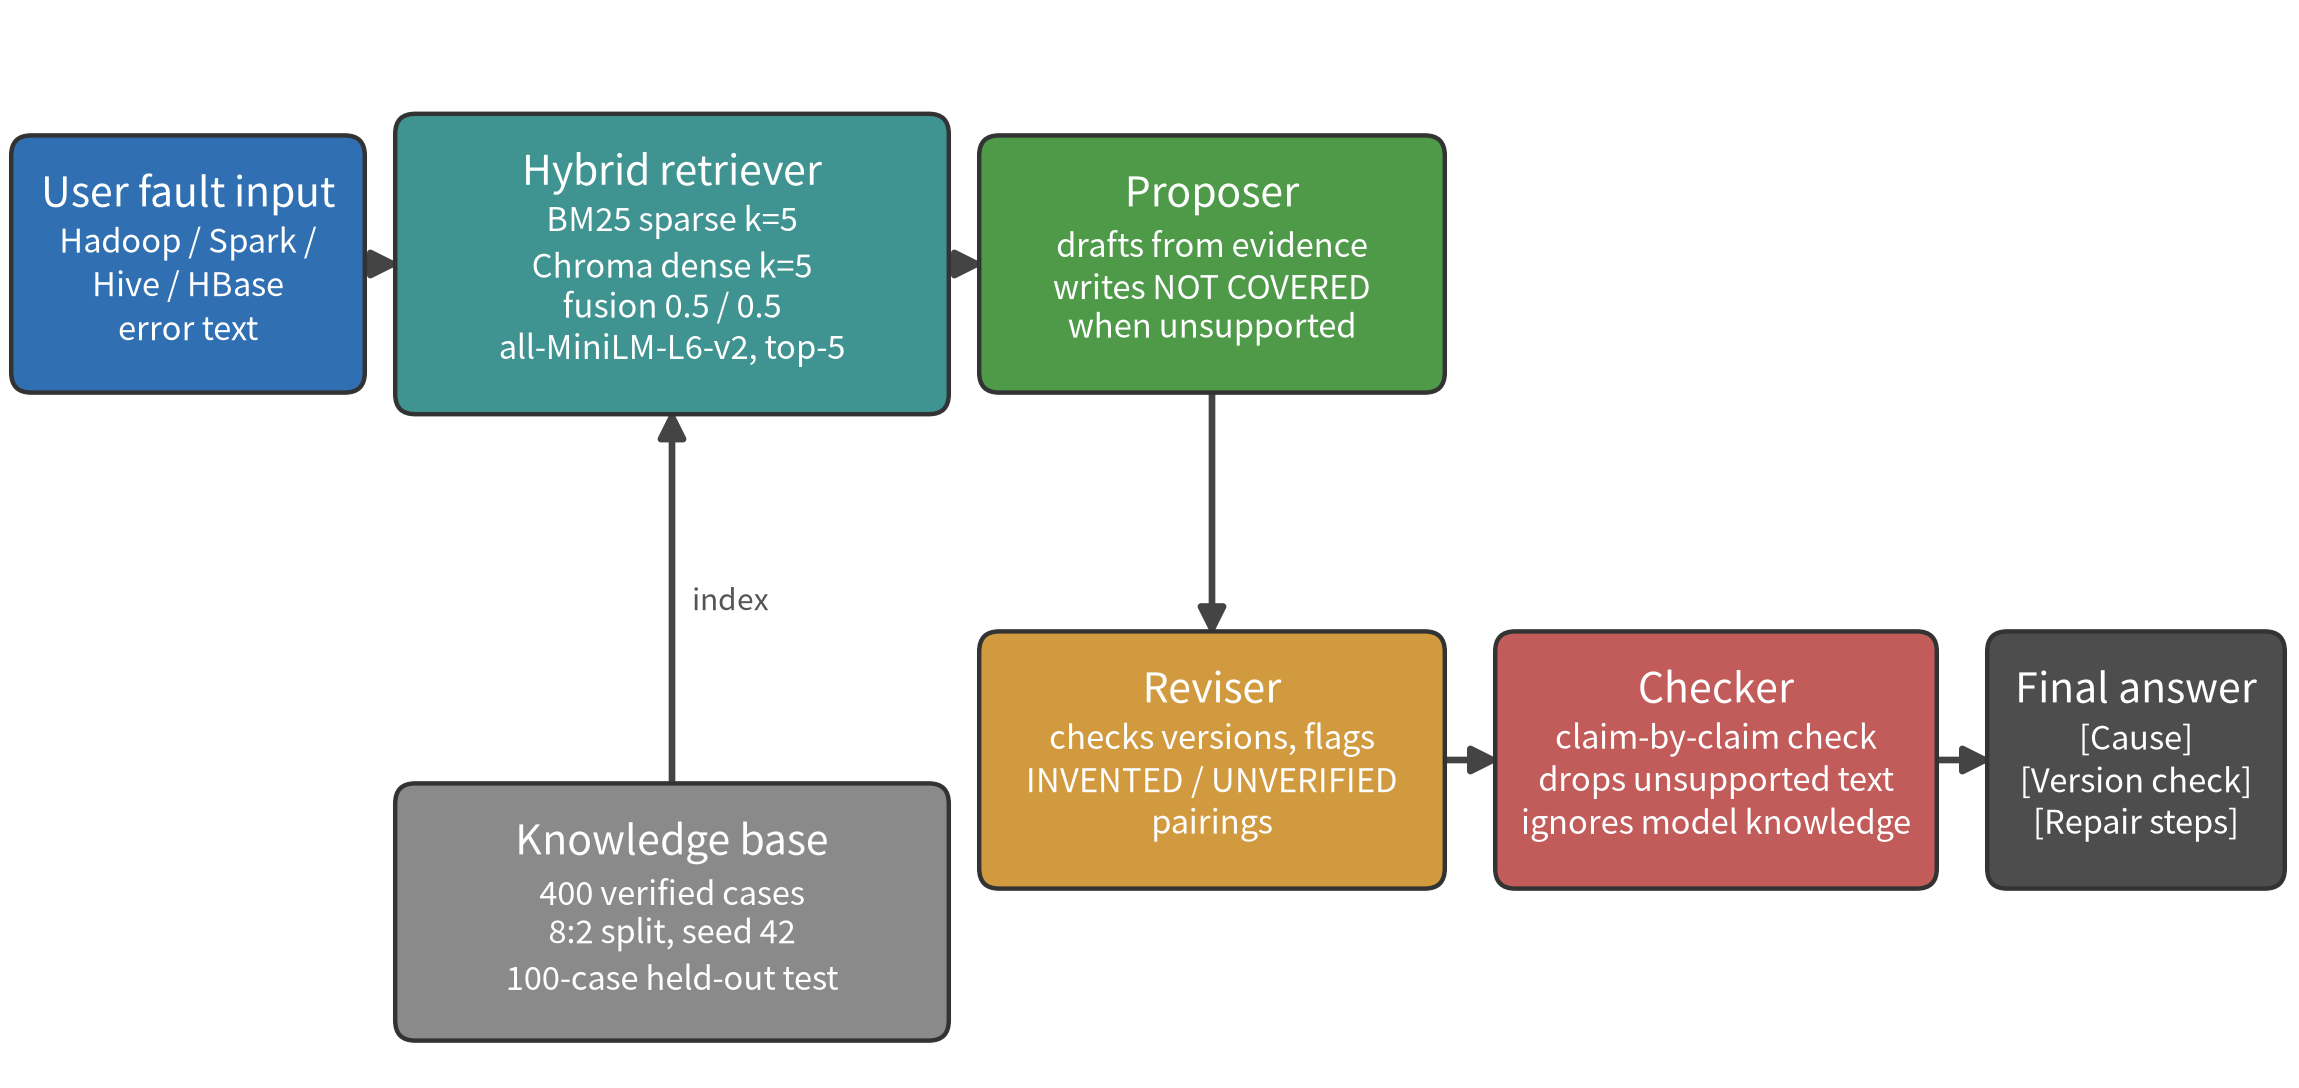 User fault input
Hadoop / Spark /
Hive / HBase
error text
Hybrid retriever
BM25 sparse k=5
Chroma dense k=5
fusion 0.5 / 0.5
all-MiniLM-L6-v2, top-5
Proposer
drafts from evidence
writes NOT COVERED
when unsupported
index
Knowledge base
400 verified cases
8:2 split, seed 42
100-case held-out test
Reviser
checks versions, flags
INVENTED / UNVERIFIED
pairings
Checker
claim-by-claim check
drops unsupported text
ignores model knowledge
Final answer
[Cause]
[Version check]
[Repair steps]